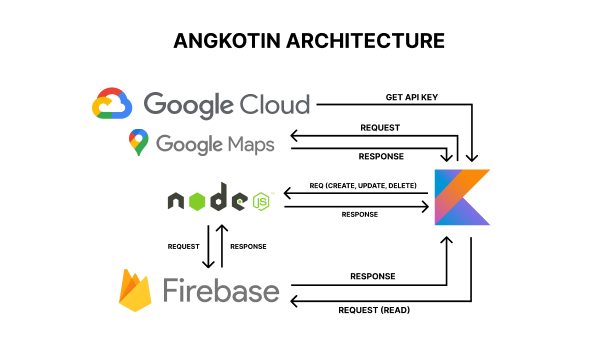 ANGKOTIN ARCHITECTURE
Google Cloud
GET API KEY
REQUEST
Google Maps
RESPONSE
REQ (CREATE, UPDATE, DELETE)
node
JS
RESPONSE
REQUEST
RESPONSE
RESPONSE
Firebase
REQUEST (READ)